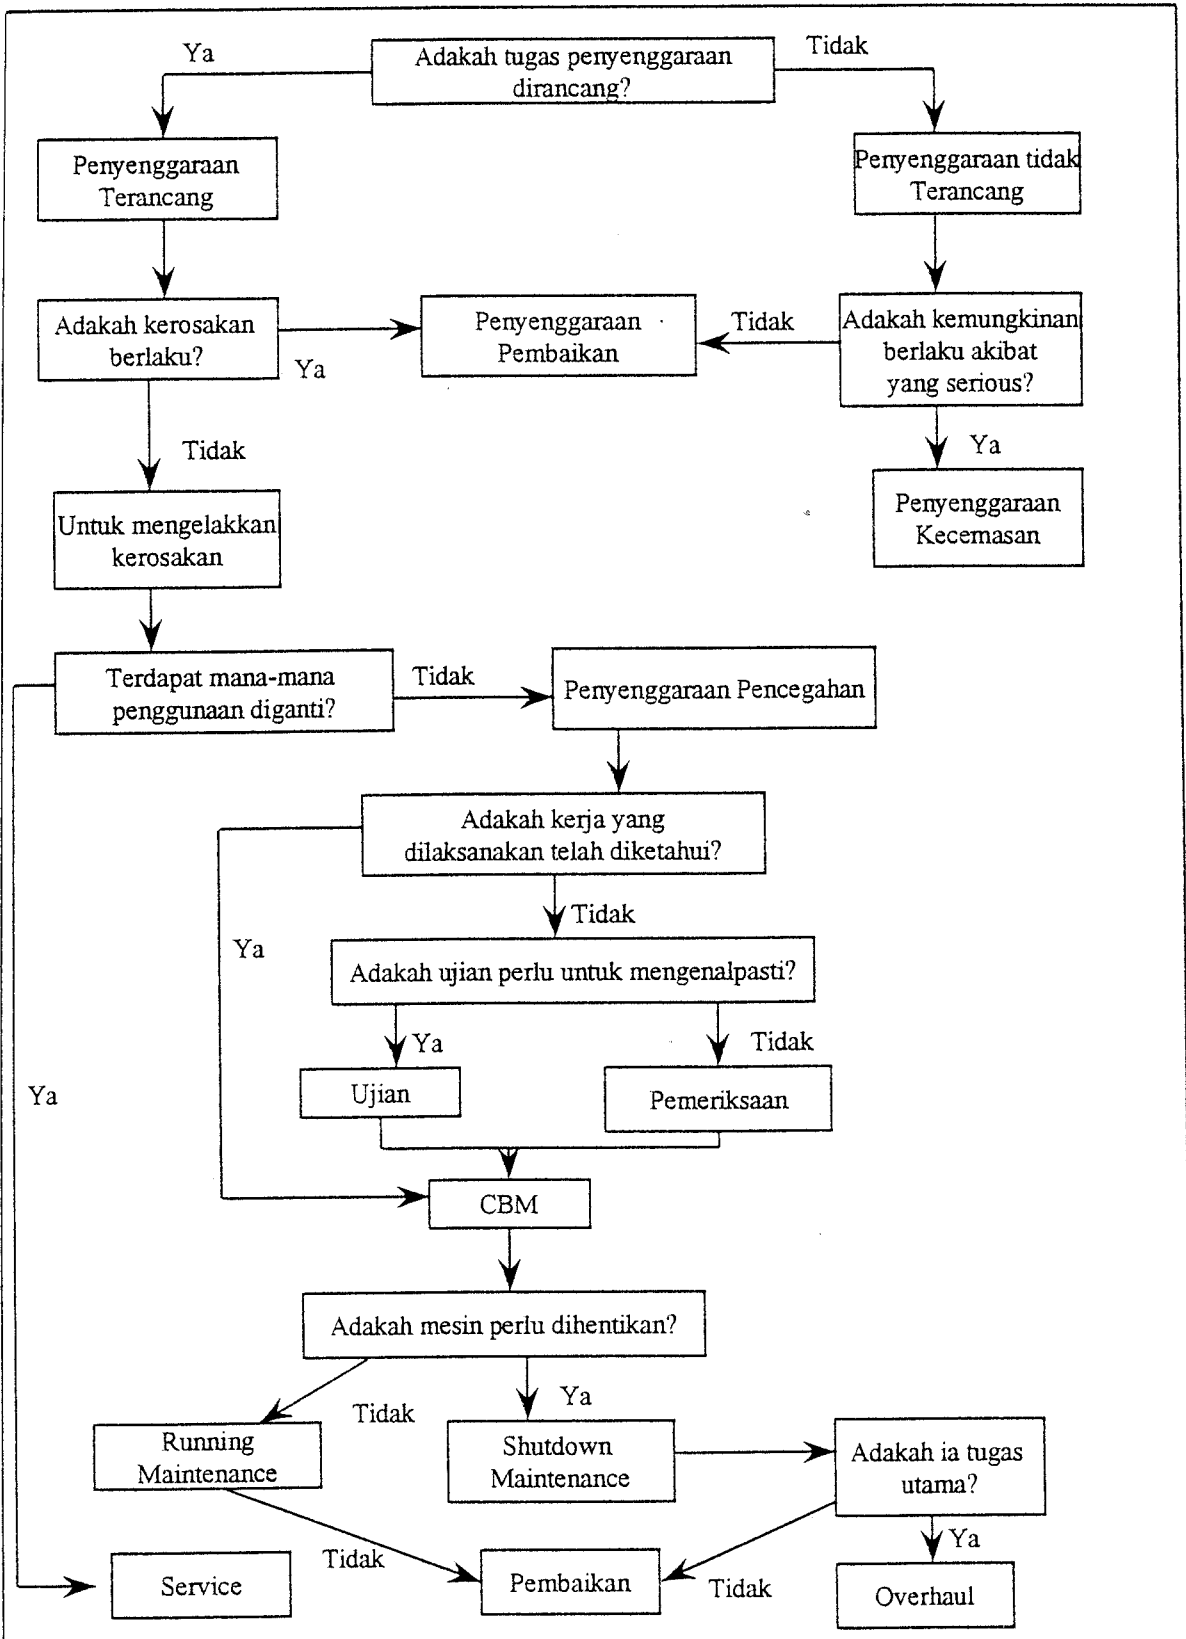 Ya
Adakah tugas penyenggaraan
dirancang?
Tidak
Penyenggaraan
Terancang
Penyenggaraan tidak
Terancang
Adakah kerosakan
berlaku?
Ya
Penyenggaraan
Pembaikan
Tidak
Adakah kemungkinan
berlaku akibat
yang serious?
Tidak
Ya
Untuk mengelakkan
kerosakan
Penyenggaraan
Kecemasan
Terdapat mana-mana
penggunaan diganti?
Tidak
Penyenggaraan Pencegahan
Adakah kerja yang
dilaksanakan telah diketahui?
Tidak
Ya
Adakah ujian perlu untuk mengenalpasti?
Ya
Tidak
Ya
Ujian
Pemeriksaan
CBM
Adakah mesin perlu dihentikan?
Tidak
Ya
Running
Maintenance
Shutdown
Maintenance
Adakah ia tugas
utama?
Tidak
Ya
Service
Pembaikan
Tidak
Overhaul